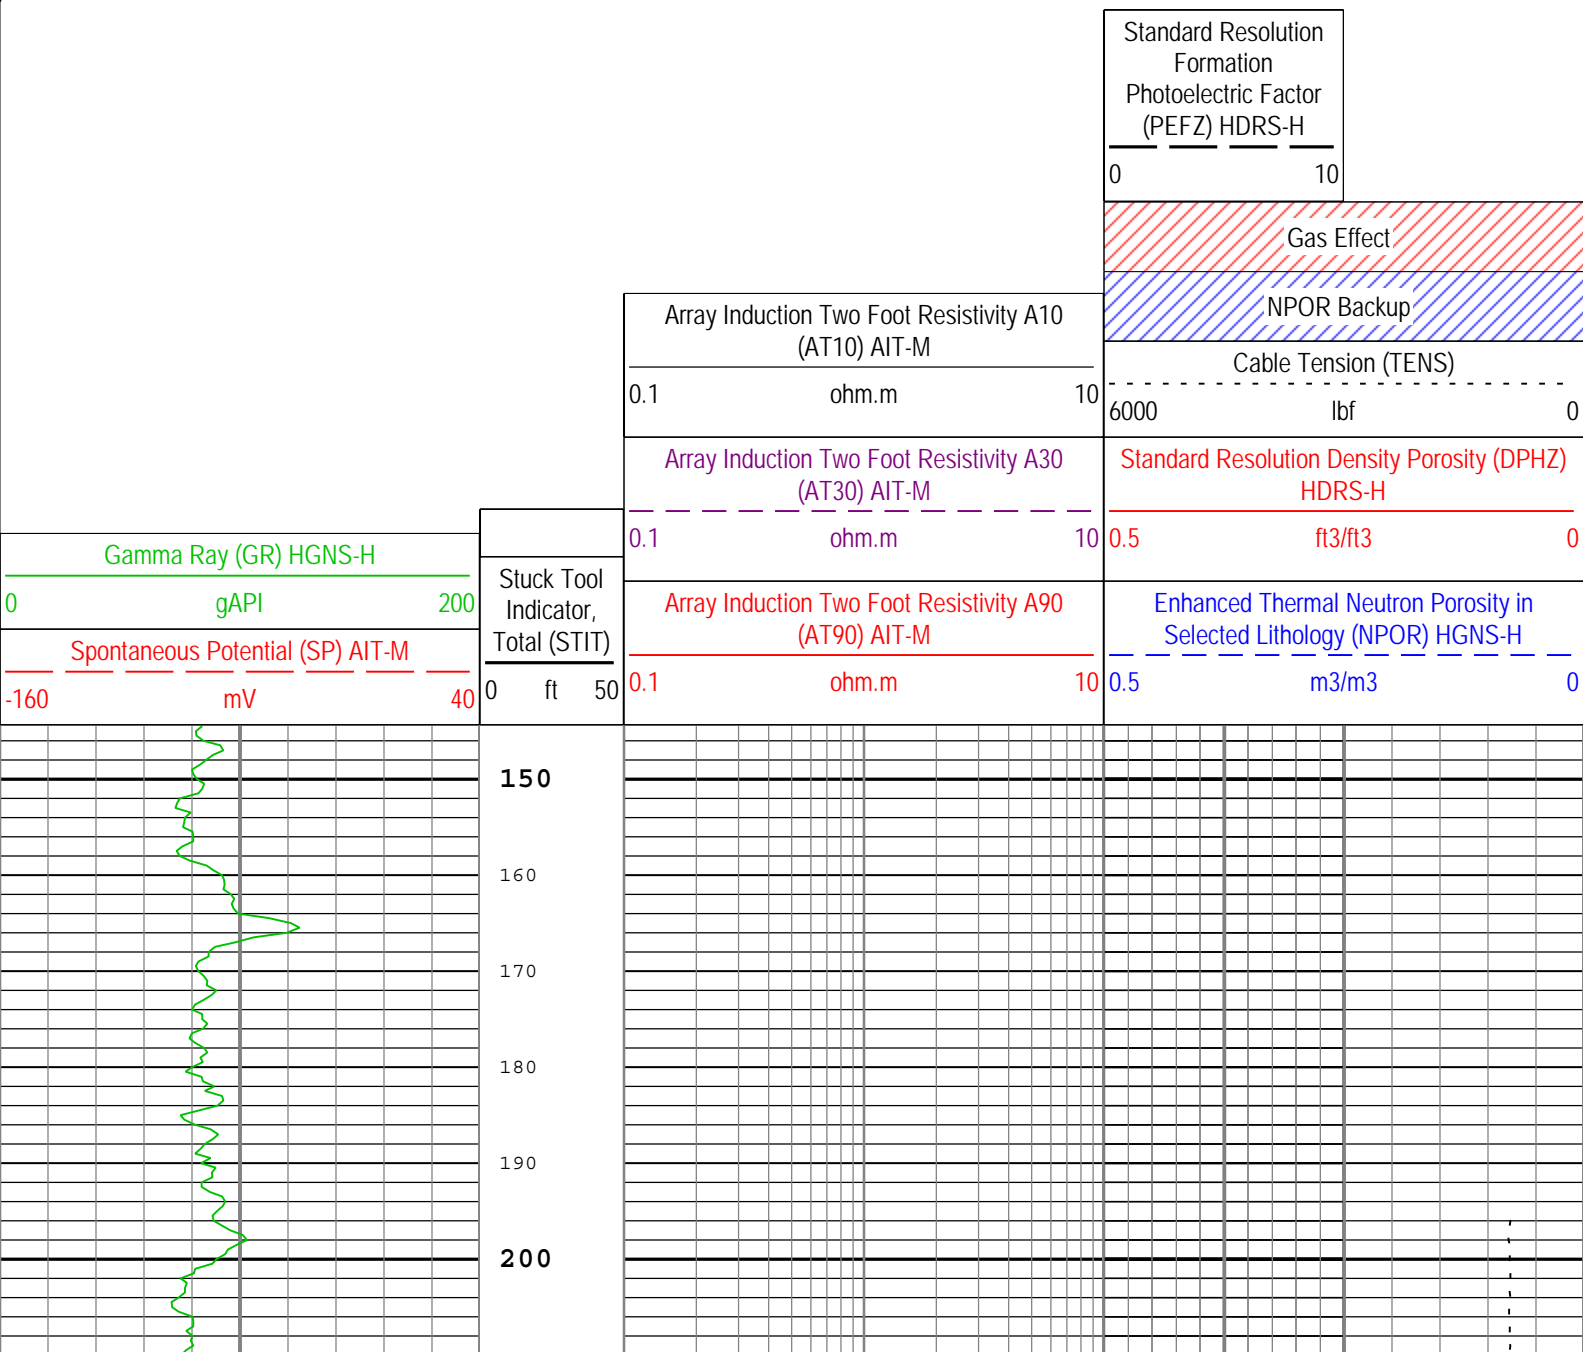 Standard Resolution
Formation
Photoelectric Factor
(PEFZ) HDRS-H
0 10
Gas Effect
NPOR Backup
Cable Tension (TENS)
6000 lbf 0
Array Induction Two Foot Resistivity A10
(AT10) AIT-M
0.1 ohm.m 10
Standard Resolution Density Porosity (DPHZ)
HDRS-H
0.5 ft3/ft3 0
Array Induction Two Foot Resistivity A30
(AT30) AIT-M
0.1 ohm.m 10
Gamma Ray (GR) HGNS-H
0 gAPI 200
Spontaneous Potential (SP) AIT-M
-160 mV 40
Stuck Tool
Indicator,
Total (STIT)
0 ft 50
Array Induction Two Foot Resistivity A90
(AT90) AIT-M
0.1 ohm.m 10
Enhanced Thermal Neutron Porosity in
Selected Lithology (NPOR) HGNS-H
0.5 m3/m3 0
150
160
170
180
190
200